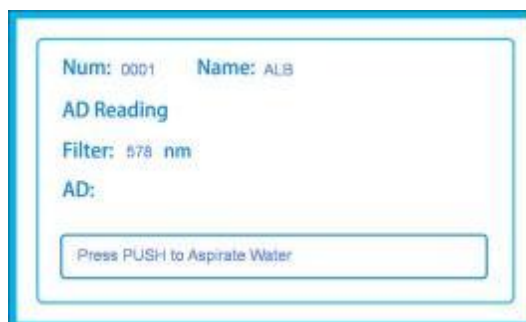 Num: 0001 Name: ALB
AD Reading
Filter: 578 nm
AD:
Press PUSH to Aspirate Water